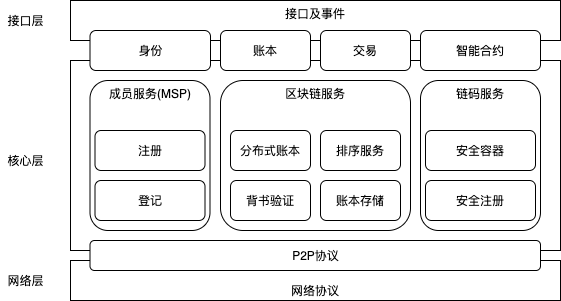 接口层
接口及事件
身份
账本
交易
智能合约
核心层
成员服务(MSP)
注册
登记
区块链服务
分布式账本
排序服务
背书验证
账本存储
链码服务
安全容器
安全注册
P2P协议
网络层
网络协议